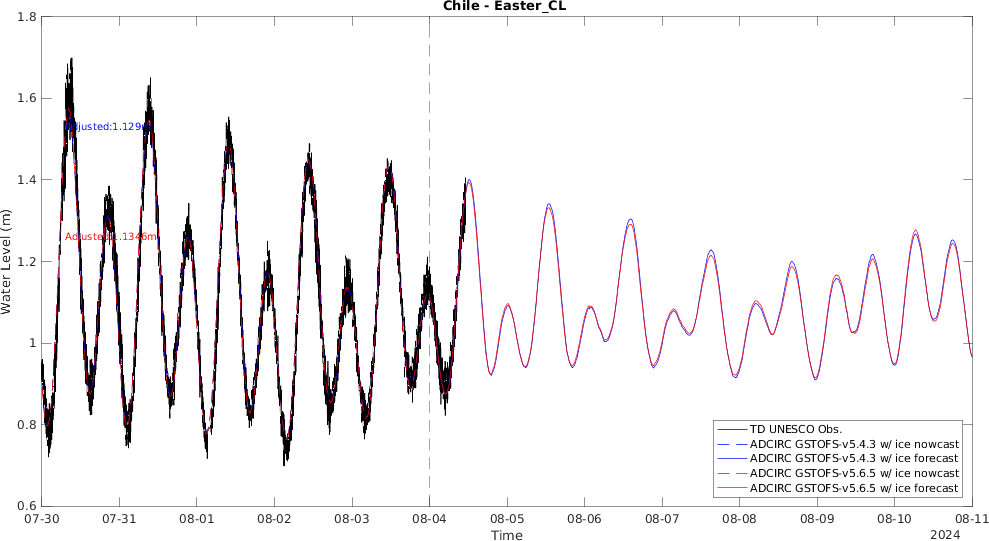 Chile - Easter_CL
1.8
1.6
1.4
1.2
1
0.8
0.6
Water Level (m)
Adjusted:1.1346m
07-30
07-31
08-01
08-02
08-03
08-04
08-05
08-06
08-07
08-08
08-09
08-10
08-11
Time
2024
TD UNESCO Obs.
ADCIRC GSTOFS-v5.4.3 w/ ice nowcast
ADCIRC GSTOFS-v5.4.3 w/ ice forecast
ADCIRC GSTOFS-v5.6.5 w/ ice nowcast
ADCIRC GSTOFS-v5.6.5 w/ ice forecast